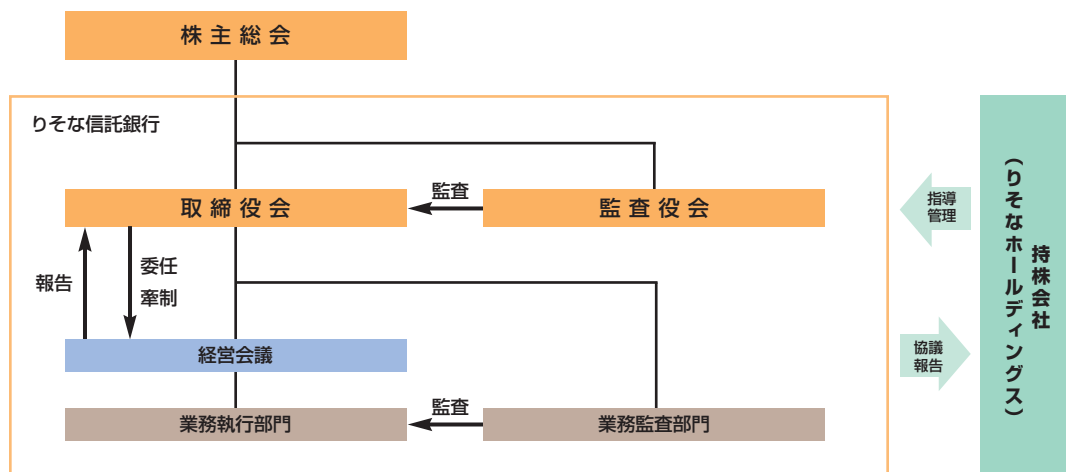 株主総会
りそな信託銀行
取締役会
監査
監査役会
報告
委任
牽制
経営会議
業務執行部門
監査
業務監査部門
指導
管理
協議
報告
持株会社
(りそなホールディングス)